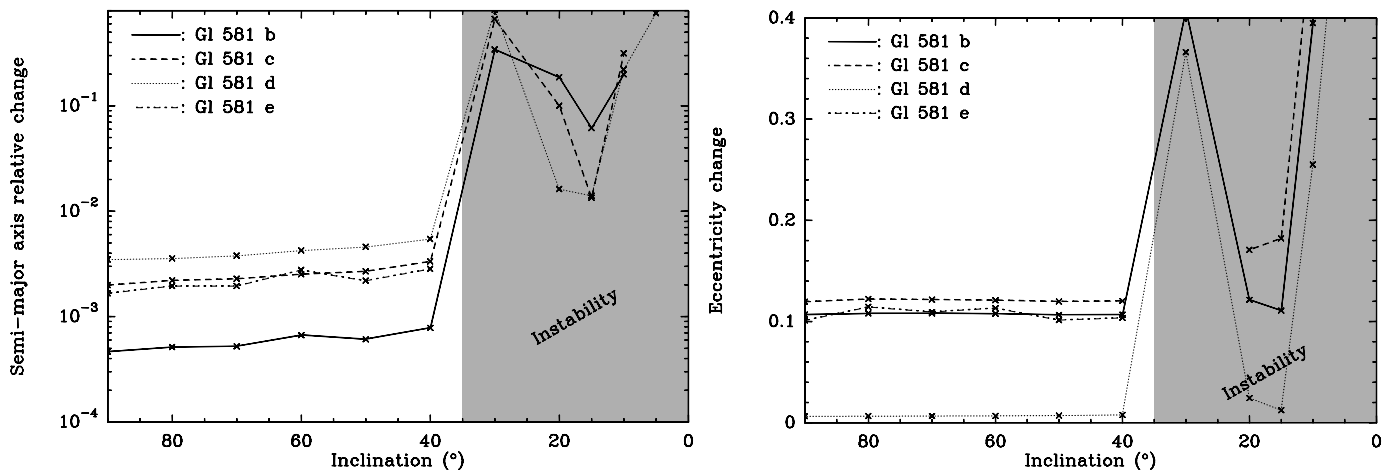 Semi-major axis relative change
: Gl 581 b
: Gl 581 c
: Gl 581 d
: Gl 581 e
10⁻¹
10⁻²
10⁻³
10⁻⁴
Instability
80 60 40 20 0
Inclination (°)
Eccentricity change
: Gl 581 b
: Gl 581 c
: Gl 581 d
: Gl 581 e
0.4
0.3
0.2
0.1
0
Instability
80 60 40 20 0
Inclination (°)